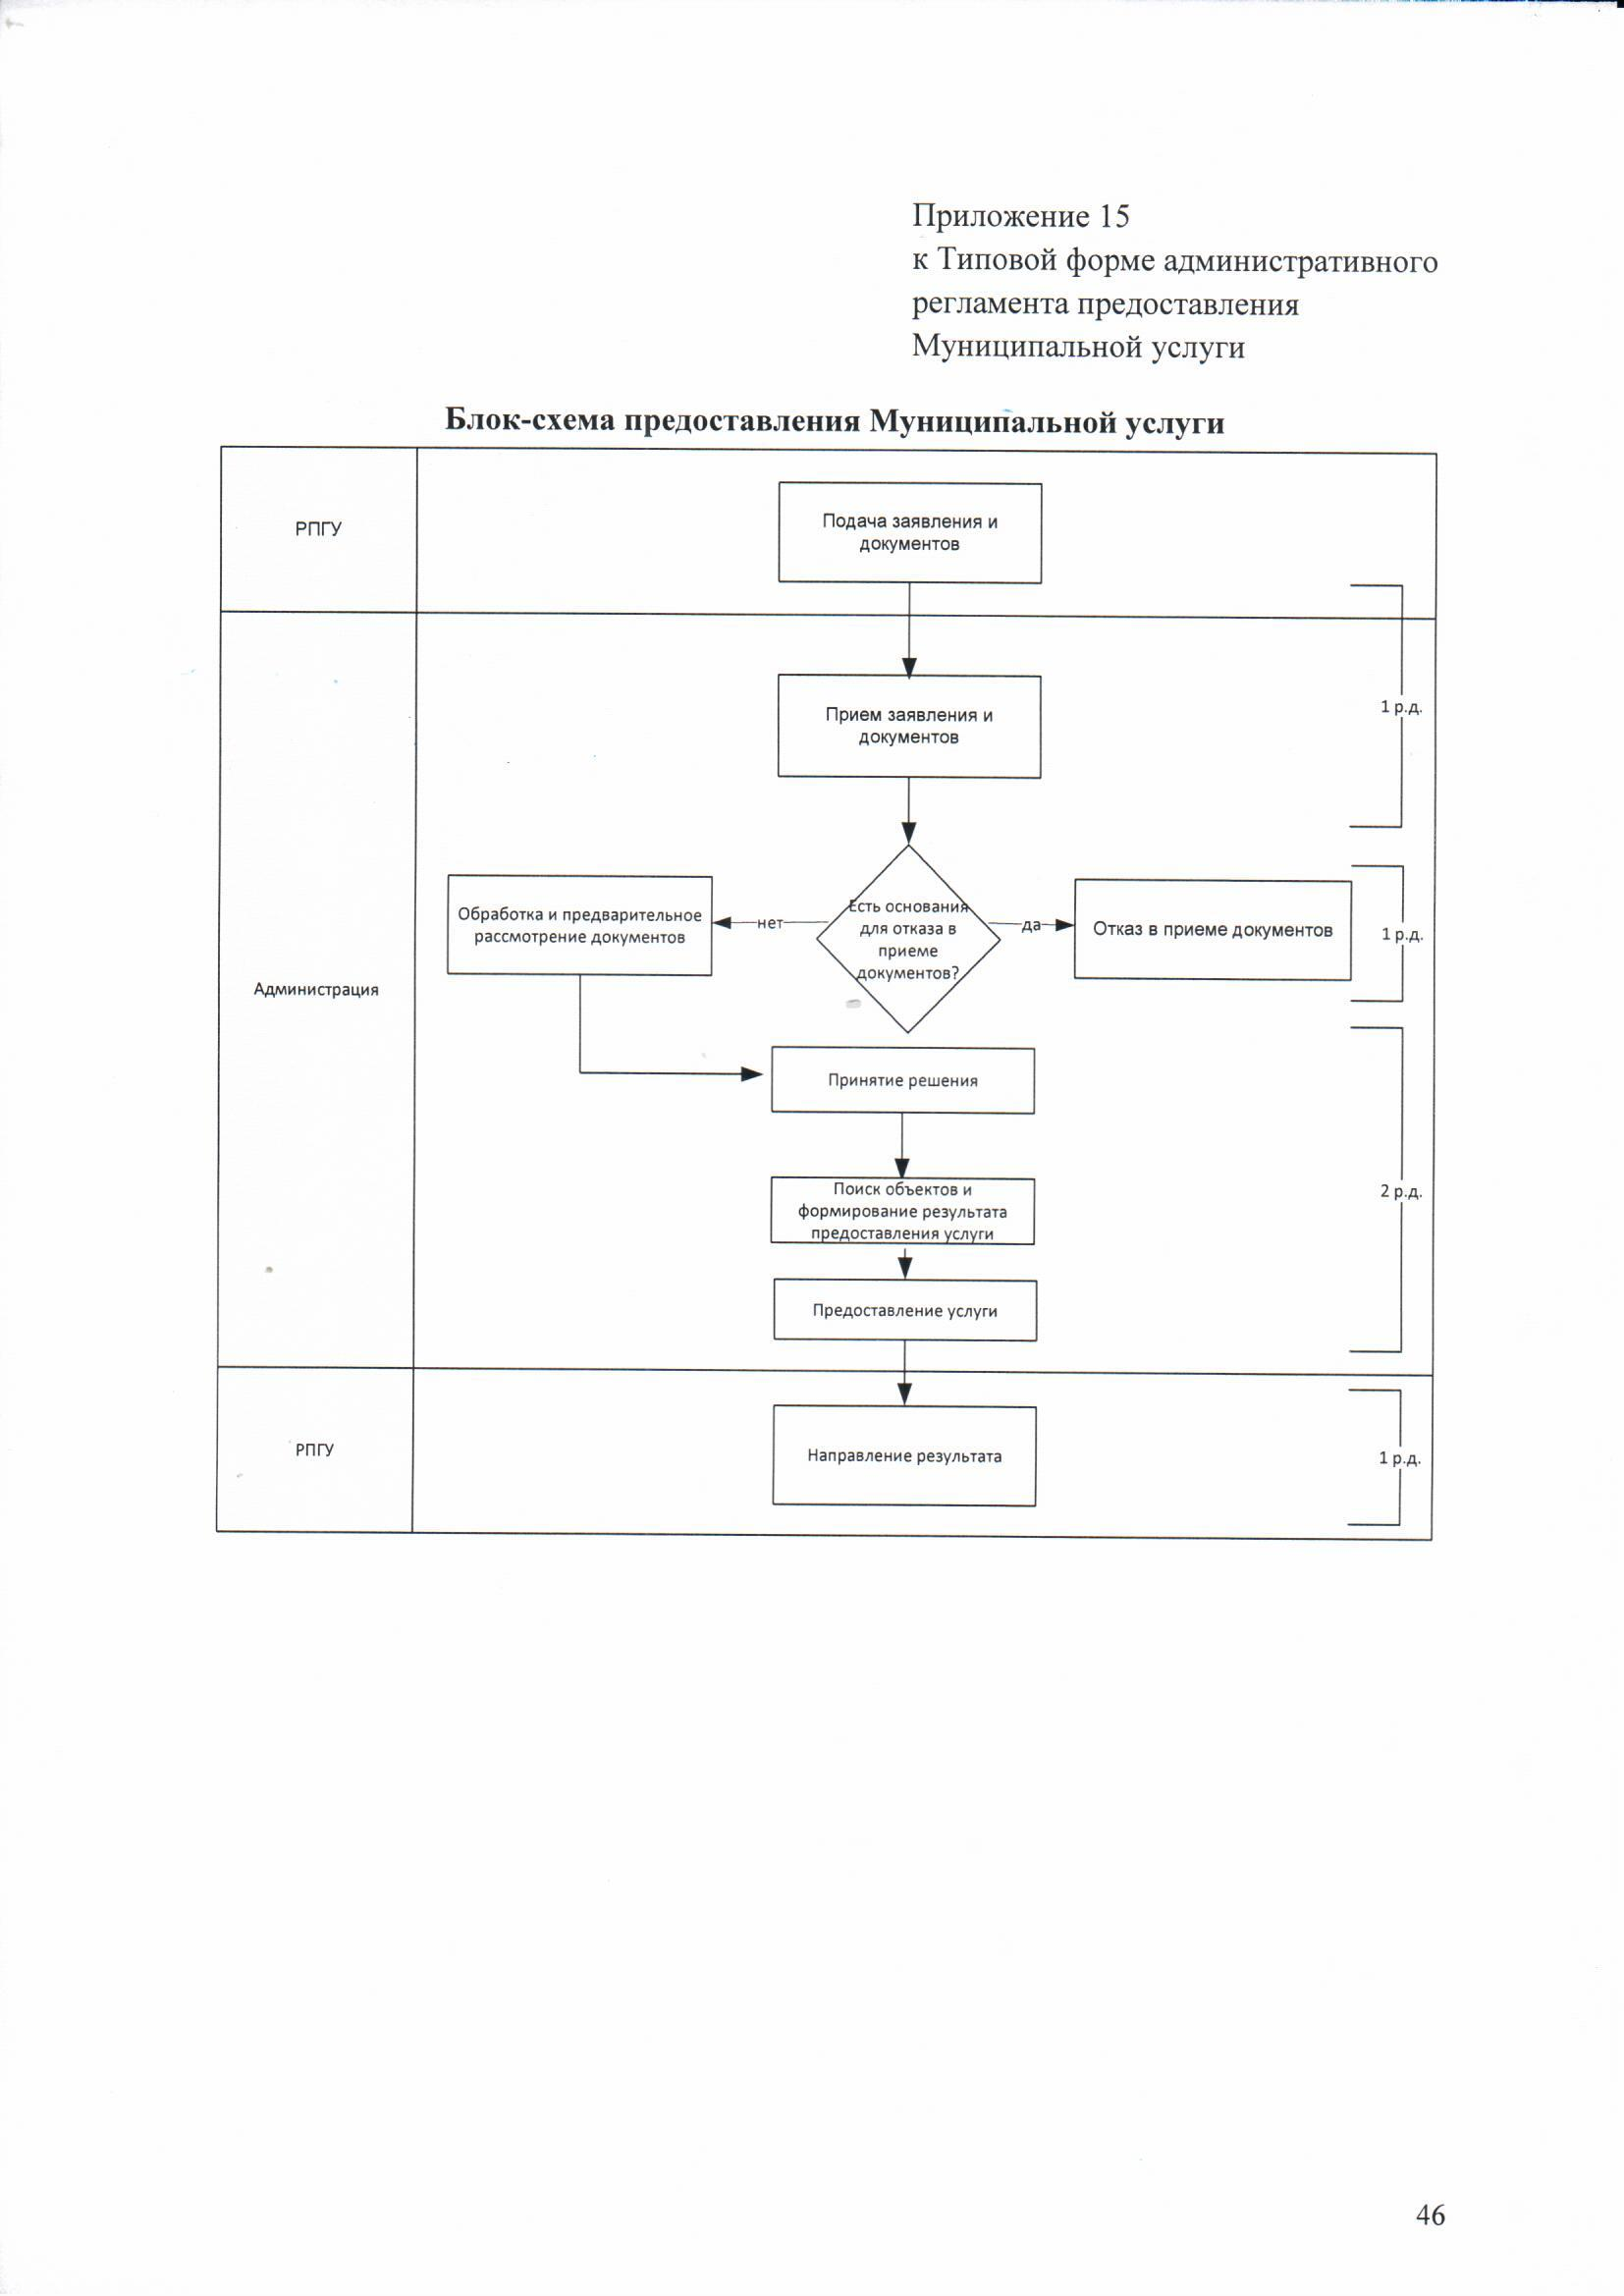 Приложение 15
к Типовой форме административного
регламента предоставления
Муниципальной услуги
Блок-схема предоставления Муниципальной услуги
РПГУ
Подача заявления и
документов
Прием заявления и
документов
1 р.д.
Администрация
Обработка и предварительное
рассмотрение документов
нет
Есть основания
для отказа в
приеме
документов?
да
Отказ в приеме документов
1 р.д.
Принятие решения
Поиск объектов и
формирование результата
предоставления услуги
2 р.д.
Предоставление услуги
РПГУ
Направление результата
1 р.д.
46